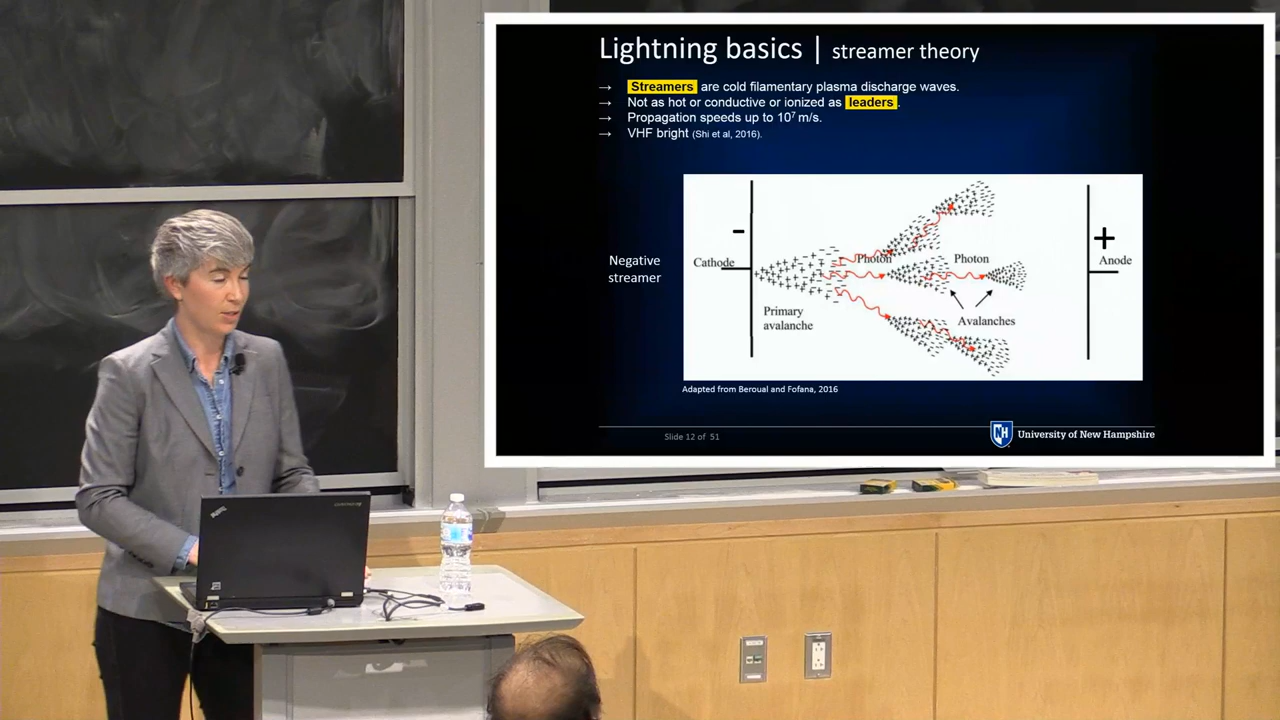 Lightning basics | streamer theory
→ Streamers are cold filamentary plasma discharge waves.
→ Not as hot or conductive or ionized as leaders.
→ Propagation speeds up to 10⁷ m/s.
→ VHF bright (Shi et al, 2016).
Negative
streamer
-
Cathode
Primary
avalanche
Photon
Photon
Avalanches
+
Anode
Adapted from Beroual and Fofana, 2016
Slide 12 of 51
NH
University of New Hampshire
ThinkPad